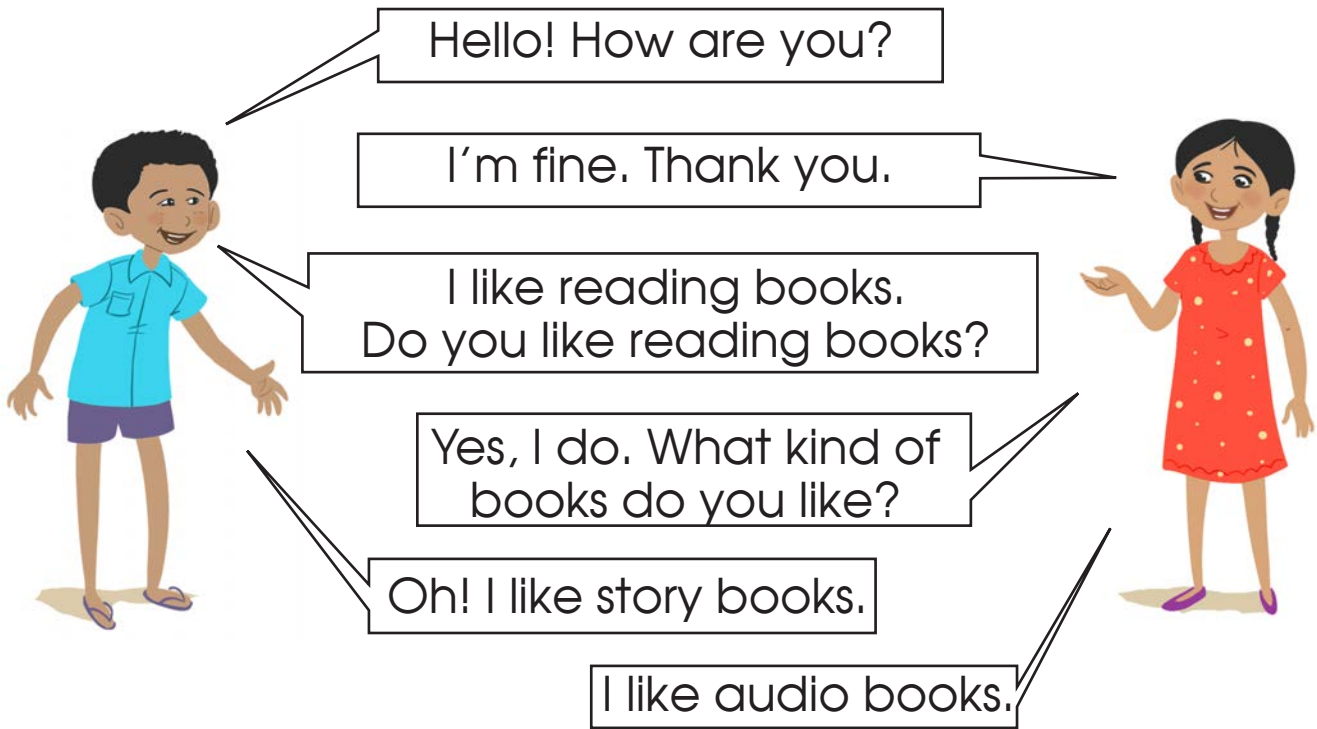 Hello! How are you?
I’m fine. Thank you.
I like reading books.
Do you like reading books?
Yes, I do. What kind of
books do you like?
Oh! I like story books.
I like audio books.